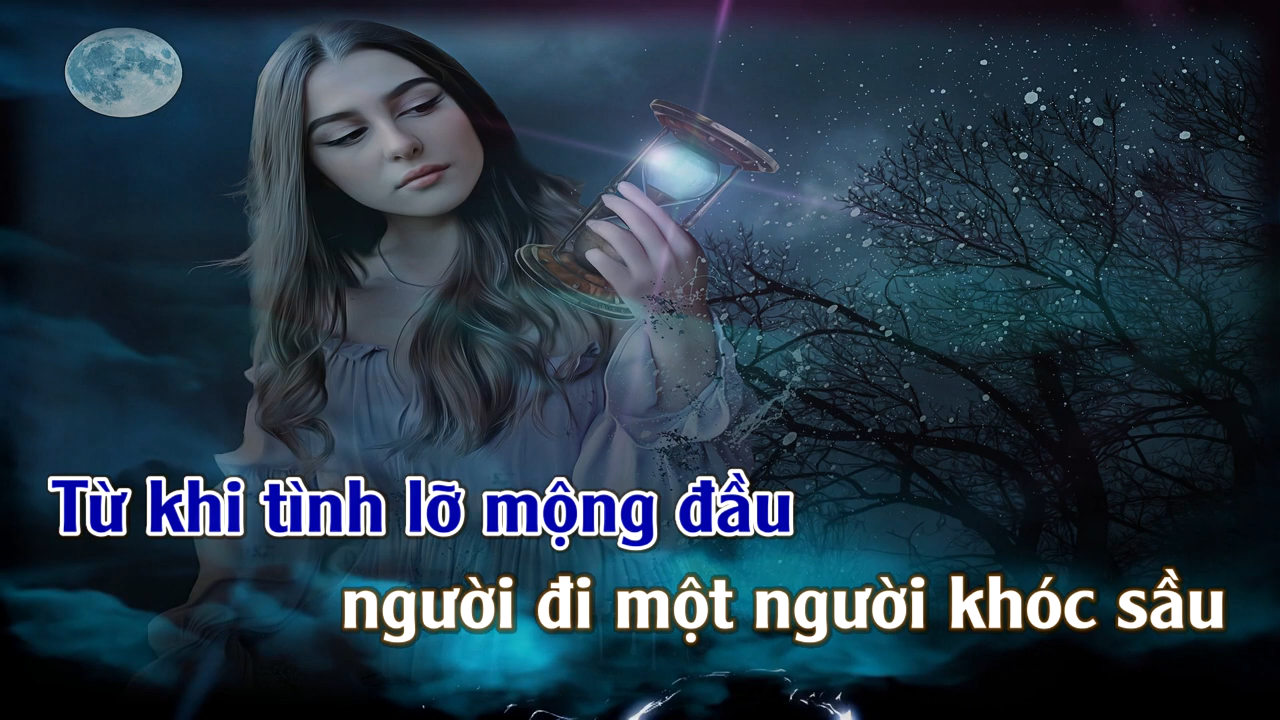 Từ khi tình lỡ mộng đầu
người đi một người khóc sầu